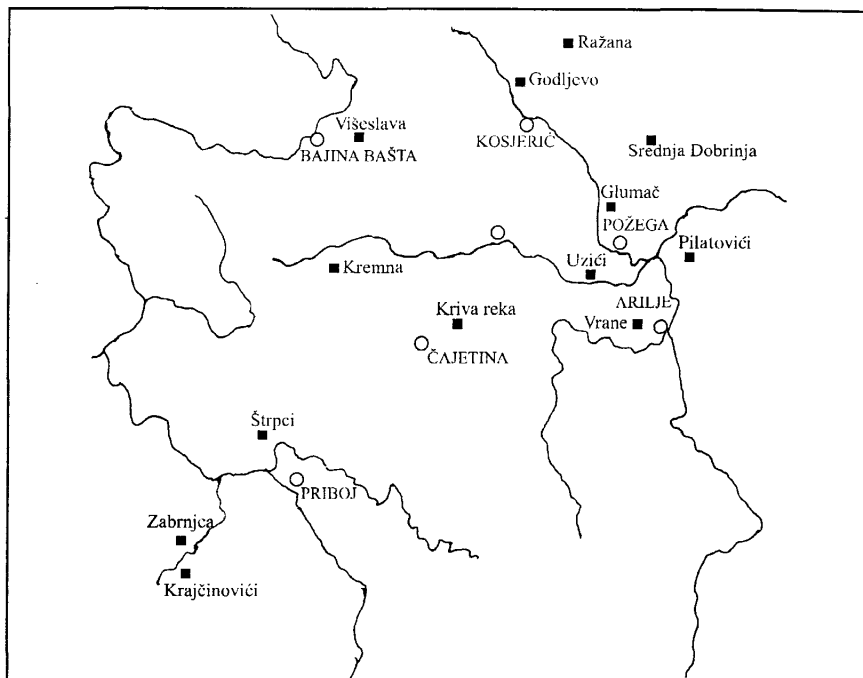 Ražana
Godljevo
Višeslava
BAJINA BAŠTA
KOSJERIĆ
Srednja Dobrinja
Glumač
POŽEGA
Pilatovići
Uzići
Kremna
ARILJE
Kriva reka
Vrane
ČAJETINA
Štrpci
PRIBOJ
Zabrnjca
Krajčinovići